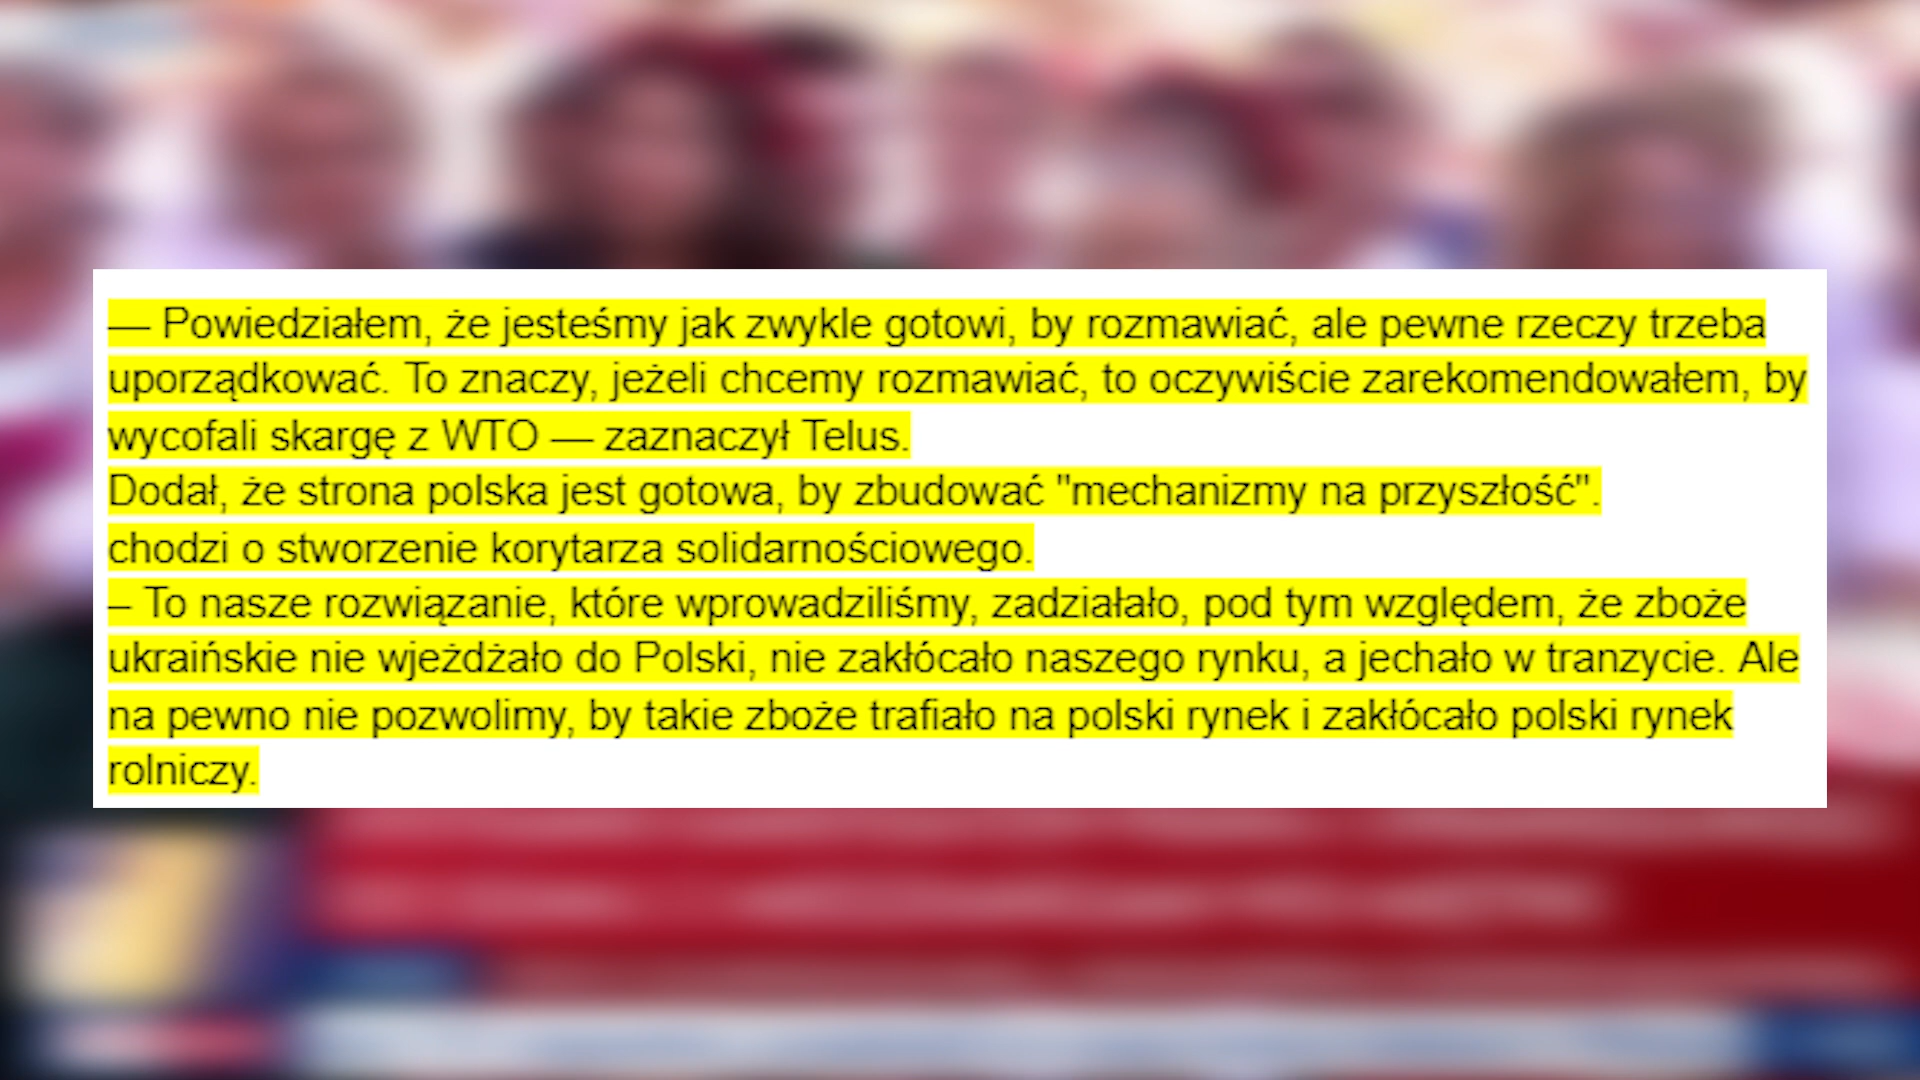 — Powiedziałem, że jesteśmy jak zwykle gotowi, by rozmawiać, ale pewne rzeczy trzeba
uporządkować. To znaczy, jeżeli chcemy rozmawiać, to oczywiście zarekomendowałem, by
wycofali skargę z WTO — zaznaczył Telus.
Dodał, że strona polska jest gotowa, by zbudować "mechanizmy na przyszłość".
chodzi o stworzenie korytarza solidarnościowego.
– To nasze rozwiązanie, które wprowadziliśmy, zadziałało, pod tym względem, że zboże
ukraińskie nie wjeżdżało do Polski, nie zakłócało naszego rynku, a jechało w tranzycie. Ale
na pewno nie pozwolimy, by takie zboże trafiało na polski rynek i zakłócało polski rynek
rolniczy.